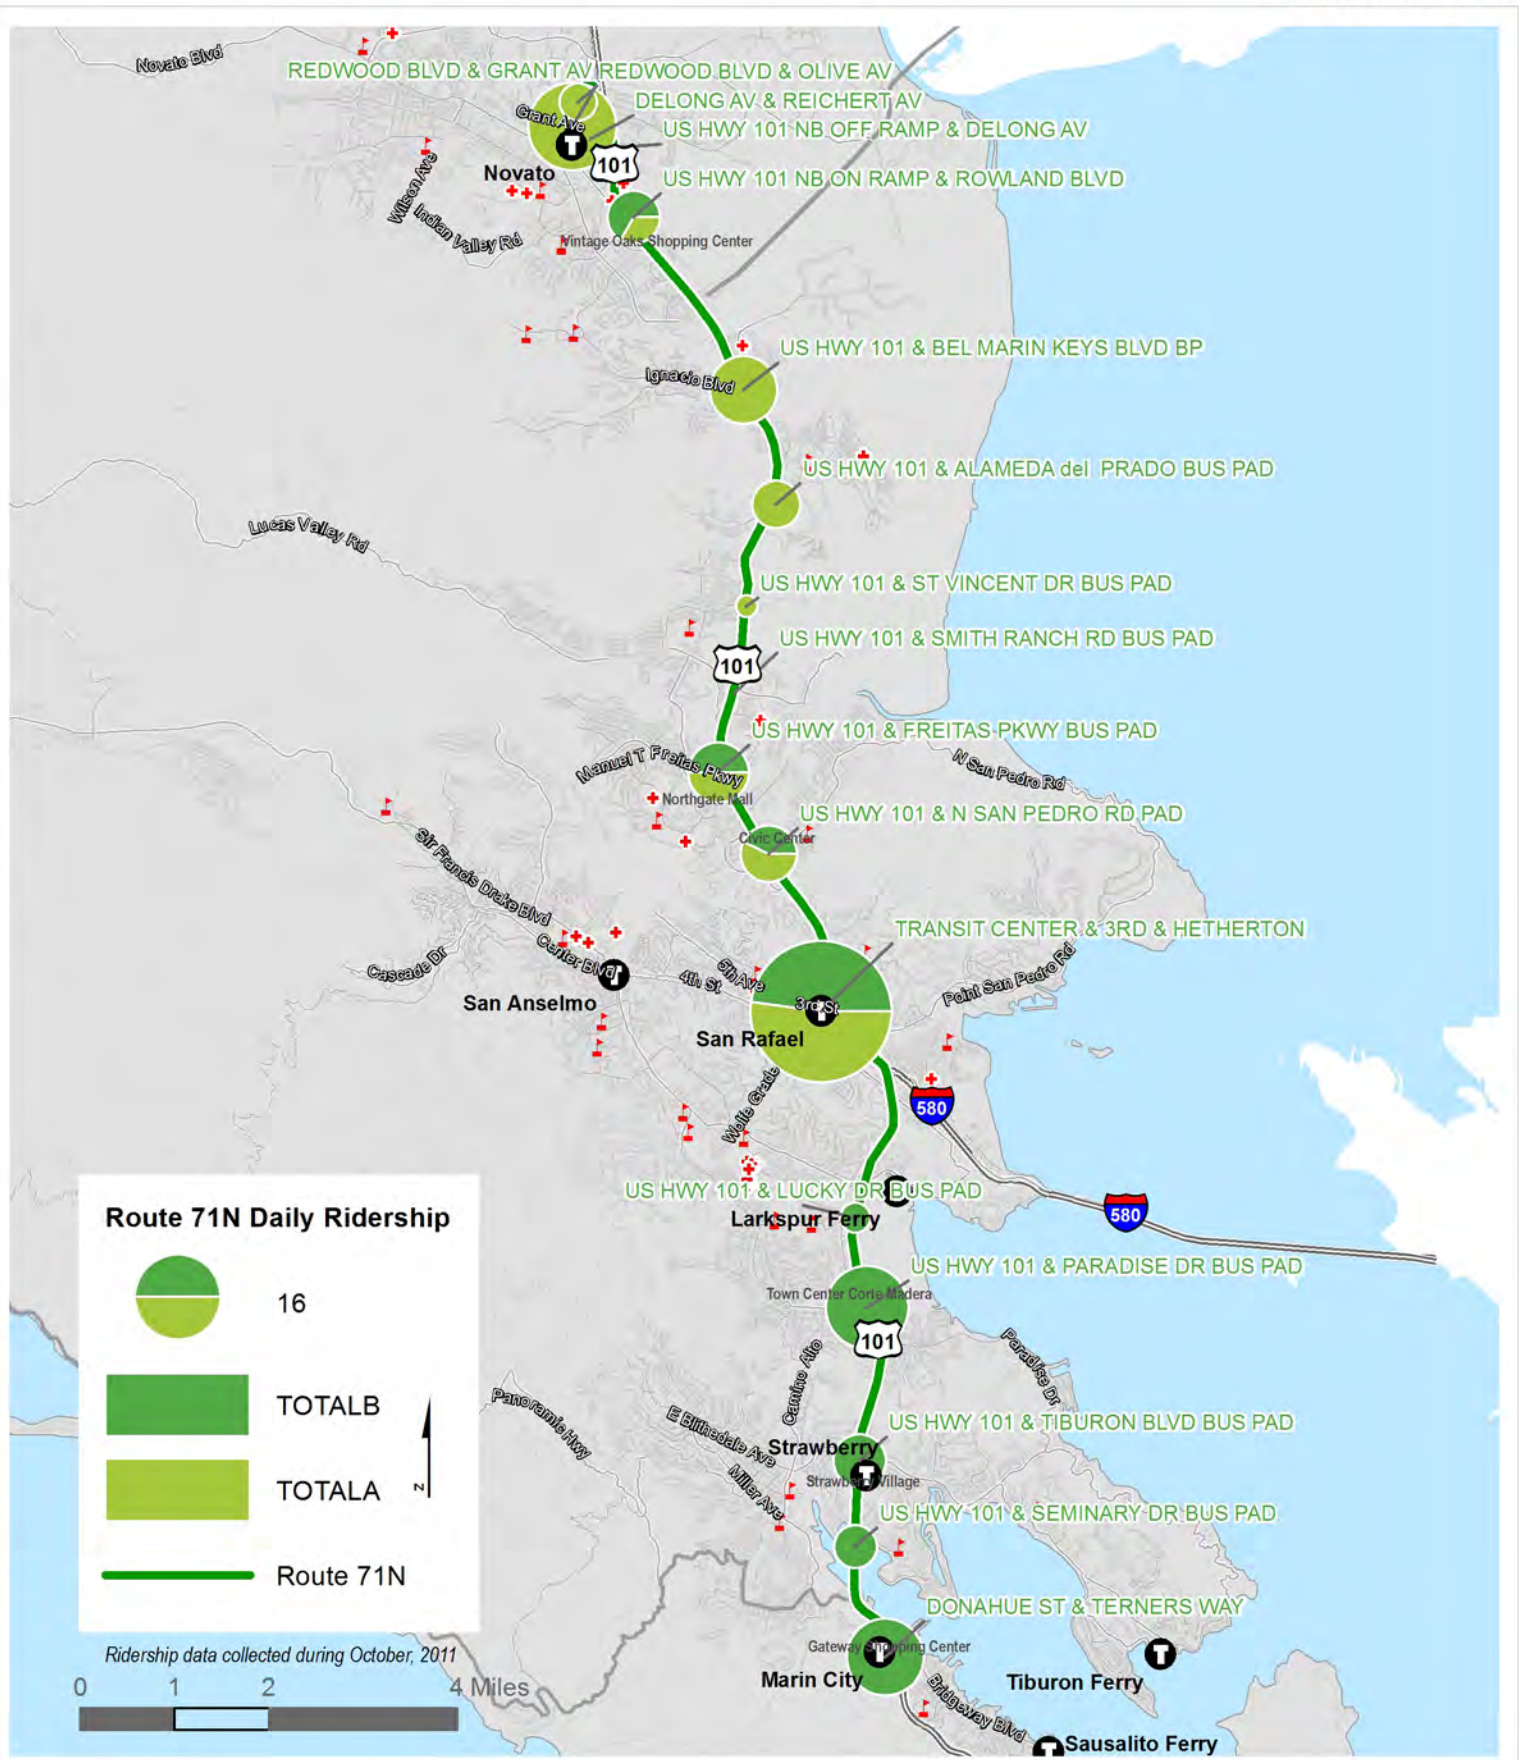 Novato Blvd
REDWOOD BLVD & GRANT AV
REDWOOD BLVD & OLIVE AV
DELONG AV & REICHERT AV
Grant Ave
US HWY 101 NB OFF RAMP & DELONG AV
T
101
Novato
US HWY 101 NB ON RAMP & ROWLAND BLVD
Wilson Ave
Indian Valley Rd
Vintage Oaks Shopping Center
US HWY 101 & BEL MARIN KEYS BLVD BP
Ignacio Blvd
US HWY 101 & ALAMEDA del PRADO BUS PAD
Lucas Valley Rd
US HWY 101 & ST VINCENT DR BUS PAD
US HWY 101 & SMITH RANCH RD BUS PAD
101
US HWY 101 & FREITAS PKWY BUS PAD
Manuel T Freitas Pkwy
N San Pedro Rd
Northgate Mall
US HWY 101 & N SAN PEDRO RD PAD
Civic Center
Sir Francis Drake Blvd
TRANSIT CENTER & 3RD & HETHERTON
Center Blvd
Cascade Dr
5th Ave
4th St
Point San Pedro Rd
T
San Anselmo
3rd St
T
San Rafael
Wolfe Grade
580
US HWY 101 & LUCKY DR BUS PAD
Larkspur Ferry
580
US HWY 101 & PARADISE DR BUS PAD
Town Center Corte Madera
101
Camino Alto
Paradise Dr
Panoramic Hwy
E Blithedale Ave
Miller Ave
US HWY 101 & TIBURON BLVD BUS PAD
Strawberry
T
Strawberry Village
US HWY 101 & SEMINARY DR BUS PAD
DONAHUE ST & TERNERS WAY
Gateway Shopping Center
T
Marin City
Bridgeway Blvd
T
Tiburon Ferry
T
Sausalito Ferry
Route 71N Daily Ridership
16
TOTALB
TOTALA
N
Route 71N
Ridership data collected during October, 2011
0 1 2 4 Miles